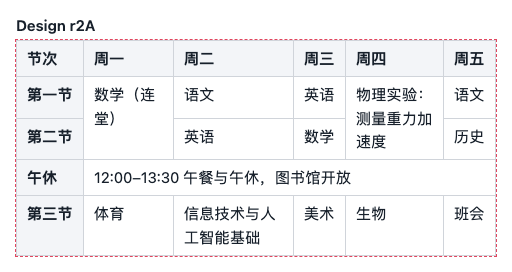 Design r2A
节次 周一 周二 周三 周四 周五
第一节 数学（连堂） 语文 英语 物理实验：测量重力加速度 语文
第二节 英语 数学 历史
午休 12:00–13:30 午餐与午休，图书馆开放
第三节 体育 信息技术与人工智能基础 美术 生物 班会